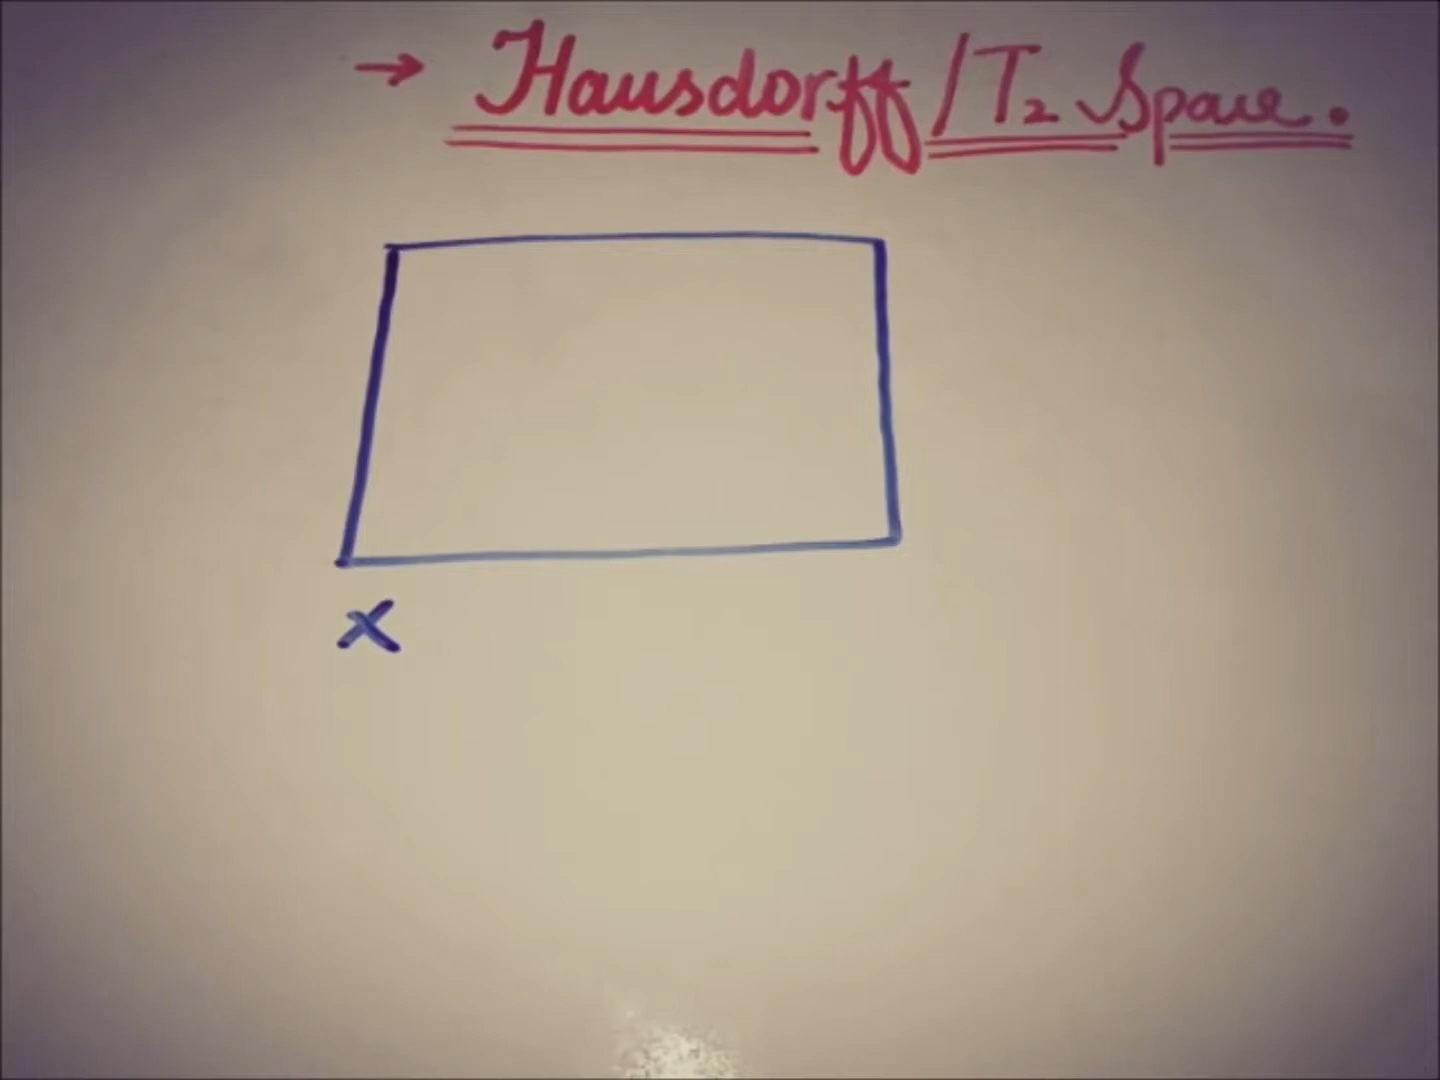 → Hausdorff / T₂ Space.
X